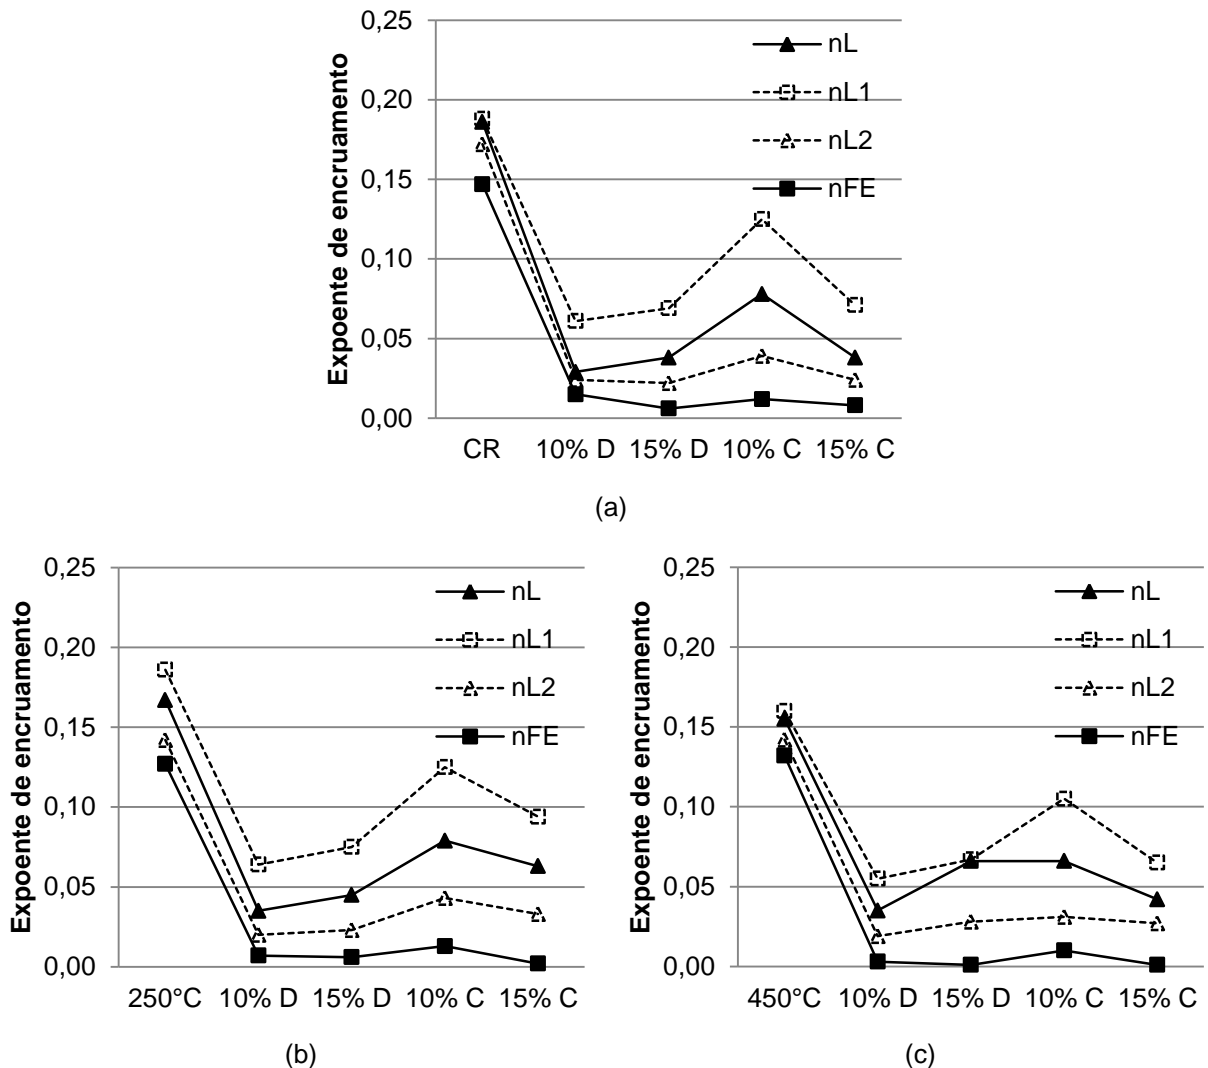 Expoente de encruamento
0,25
0,20
0,15
0,10
0,05
0,00
nL
nL1
nL2
nFE
CR 10% D 15% D 10% C 15% C
(a)
Expoente de encruamento
0,25
0,20
0,15
0,10
0,05
0,00
nL
nL1
nL2
nFE
250°C 10% D 15% D 10% C 15% C
(b)
Expoente de encruamento
0,25
0,20
0,15
0,10
0,05
0,00
nL
nL1
nL2
nFE
450°C 10% D 15% D 10% C 15% C
(c)